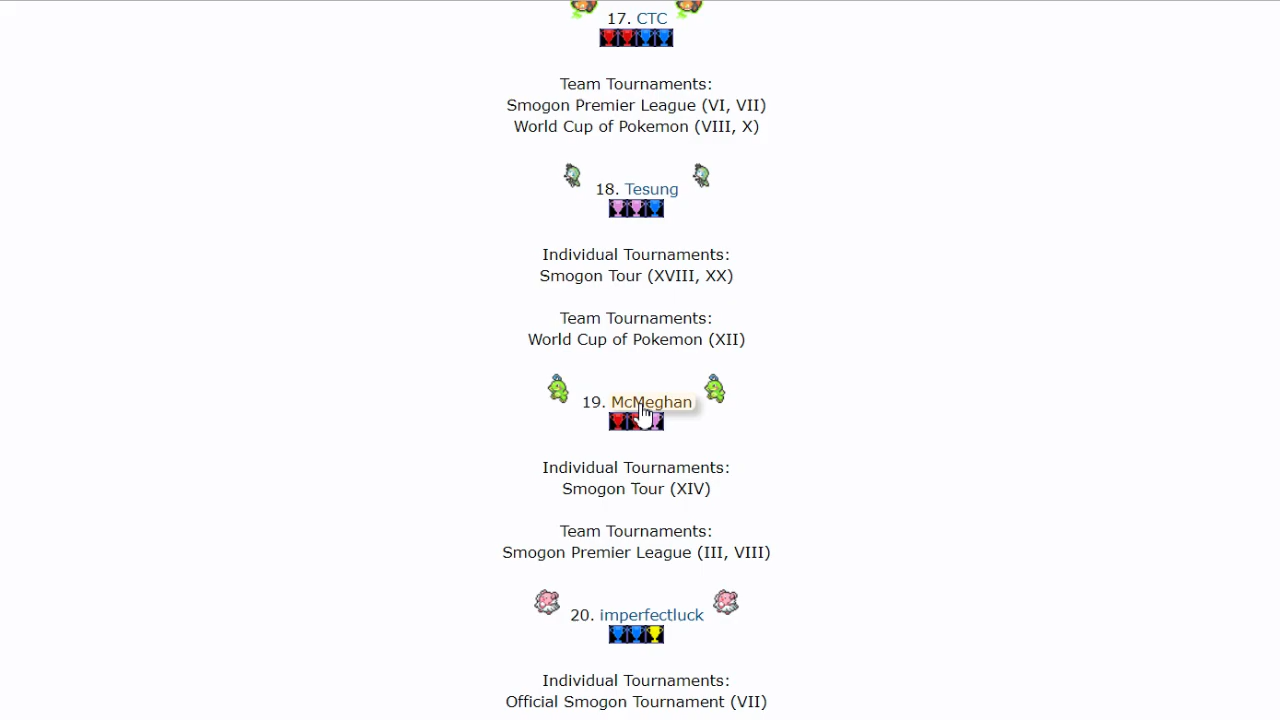 17. CTC
Team Tournaments:
Smogon Premier League (VI, VII)
World Cup of Pokemon (VIII, X)
18. Tesung
Individual Tournaments:
Smogon Tour (XVIII, XX)
Team Tournaments:
World Cup of Pokemon (XII)
19. McMeghan
Individual Tournaments:
Smogon Tour (XIV)
Team Tournaments:
Smogon Premier League (III, VIII)
20. imperfectluck
Individual Tournaments:
Official Smogon Tournament (VII)